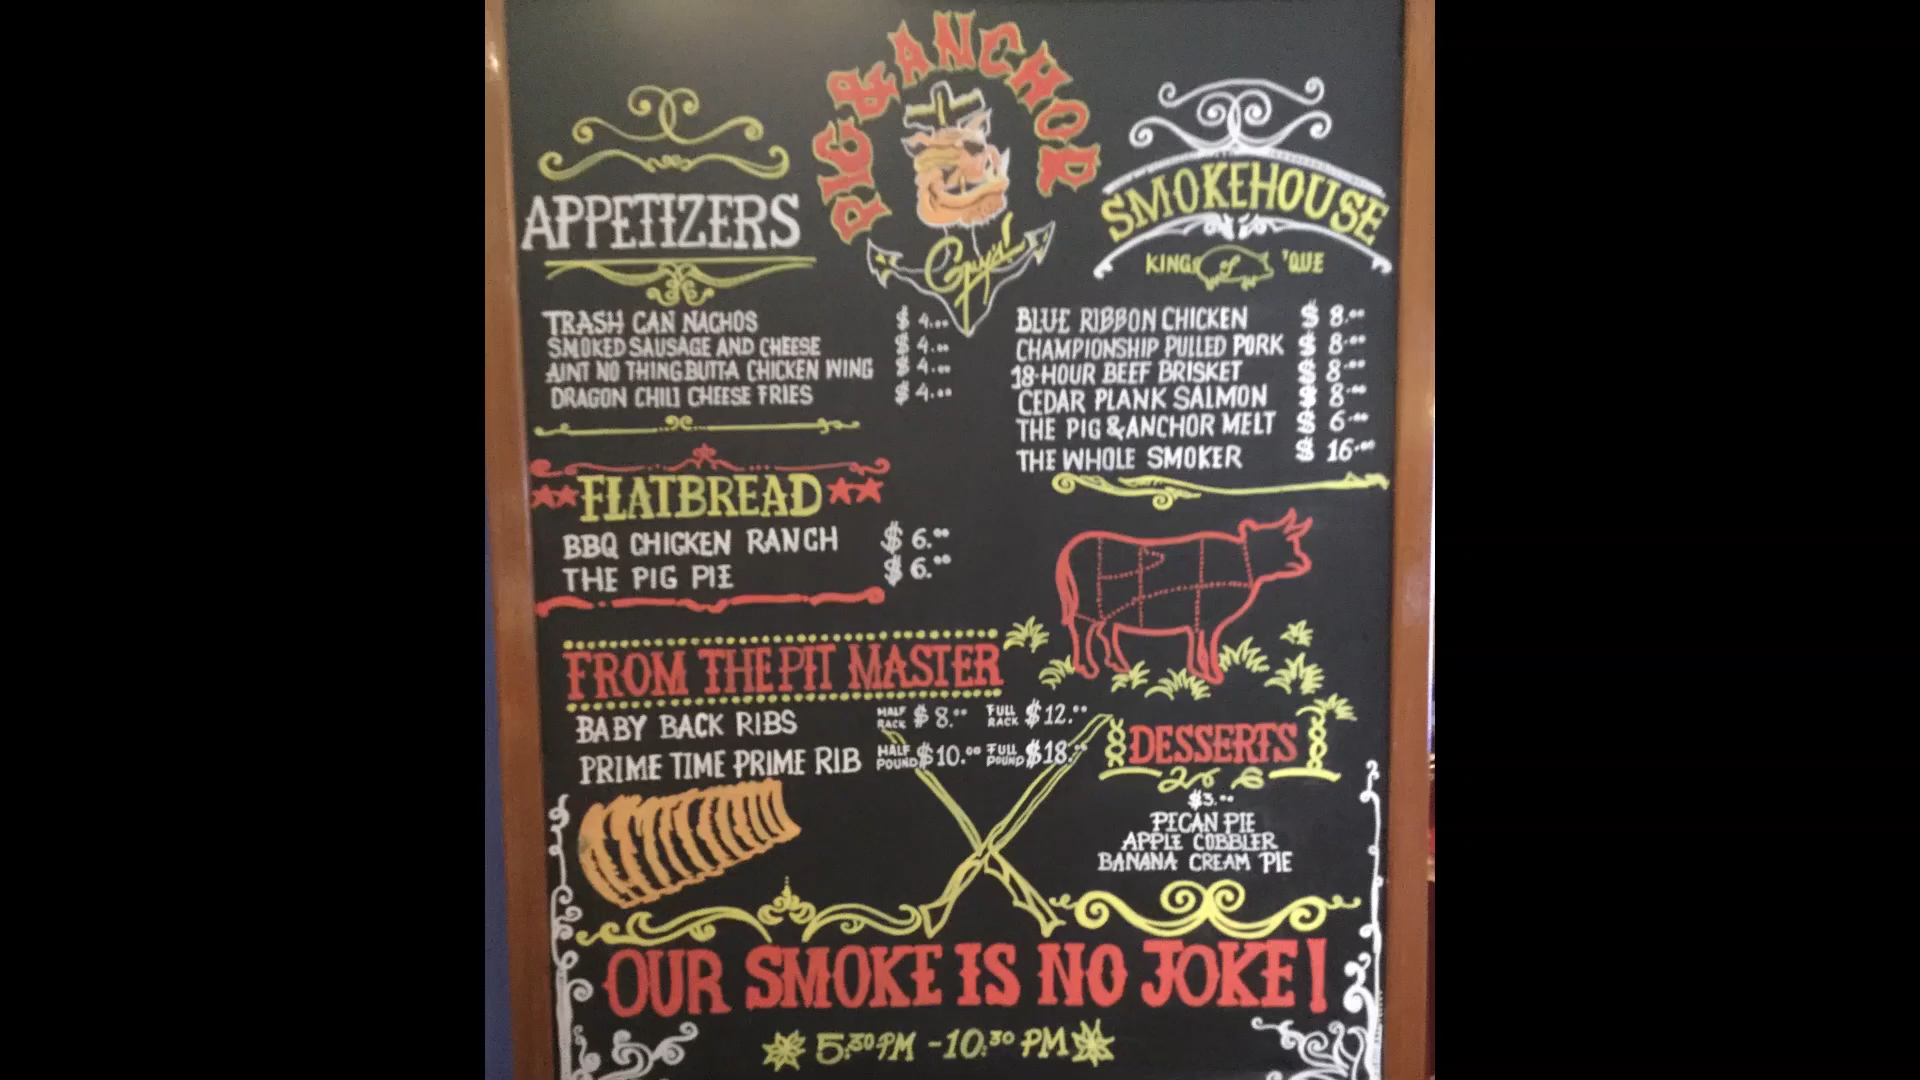 PIG & ANCHOR
Guy's!
APPETIZERS
TRASH CAN NACHOS $ 4.00
SMOKED SAUSAGE AND CHEESE $ 4.00
AINT NO THING BUTTA CHICKEN WING $ 4.00
DRAGON CHILI CHEESE FRIES $ 4.00
SMOKEHOUSE
KING of 'QUE
BLUE RIBBON CHICKEN $ 8.00
CHAMPIONSHIP PULLED PORK $ 8.00
18-HOUR BEEF BRISKET $ 8.00
CEDAR PLANK SALMON $ 8.00
THE PIG & ANCHOR MELT $ 6.00
THE WHOLE SMOKER $ 16.00
FLATBREAD
BBQ CHICKEN RANCH $ 6.00
THE PIG PIE $ 6.00
FROM THE PIT MASTER
BABY BACK RIBS HALF RACK $ 8.00 FULL RACK $ 12.00
PRIME TIME PRIME RIB HALF POUND $ 10.00 FULL POUND $ 18.00
DESSERTS
$3.00
PECAN PIE
APPLE COBBLER
BANANA CREAM PIE
OUR SMOKE IS NO JOKE!
5:30 PM - 10:30 PM